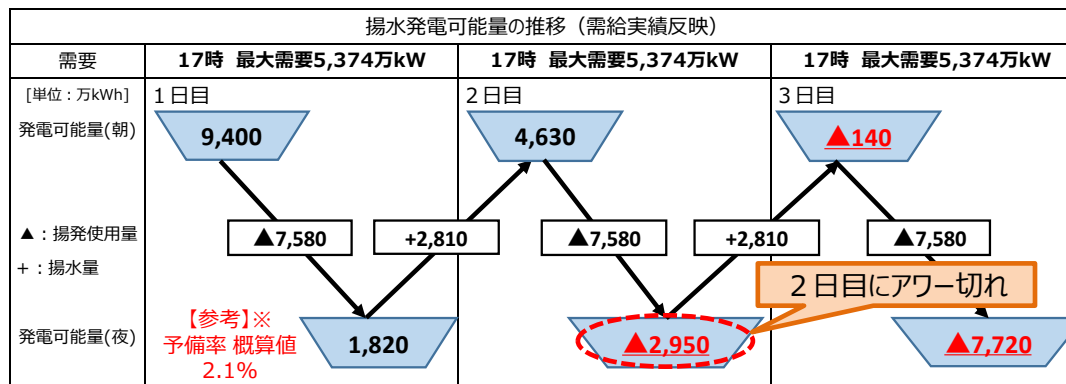 揚水発電可能量の推移（需給実績反映）
需要
17時 最大需要5,374万kW
17時 最大需要5,374万kW
17時 最大需要5,374万kW
[単位：万kWh]
1日目
2日目
3日目
発電可能量(朝)
9,400
4,630
▲140
▲：揚発使用量
+：揚水量
▲7,580
+2,810
▲7,580
+2,810
▲7,580
２日目にアワー切れ
発電可能量(夜)
【参考】※
予備率 概算値
2.1%
1,820
▲2,950
▲7,720